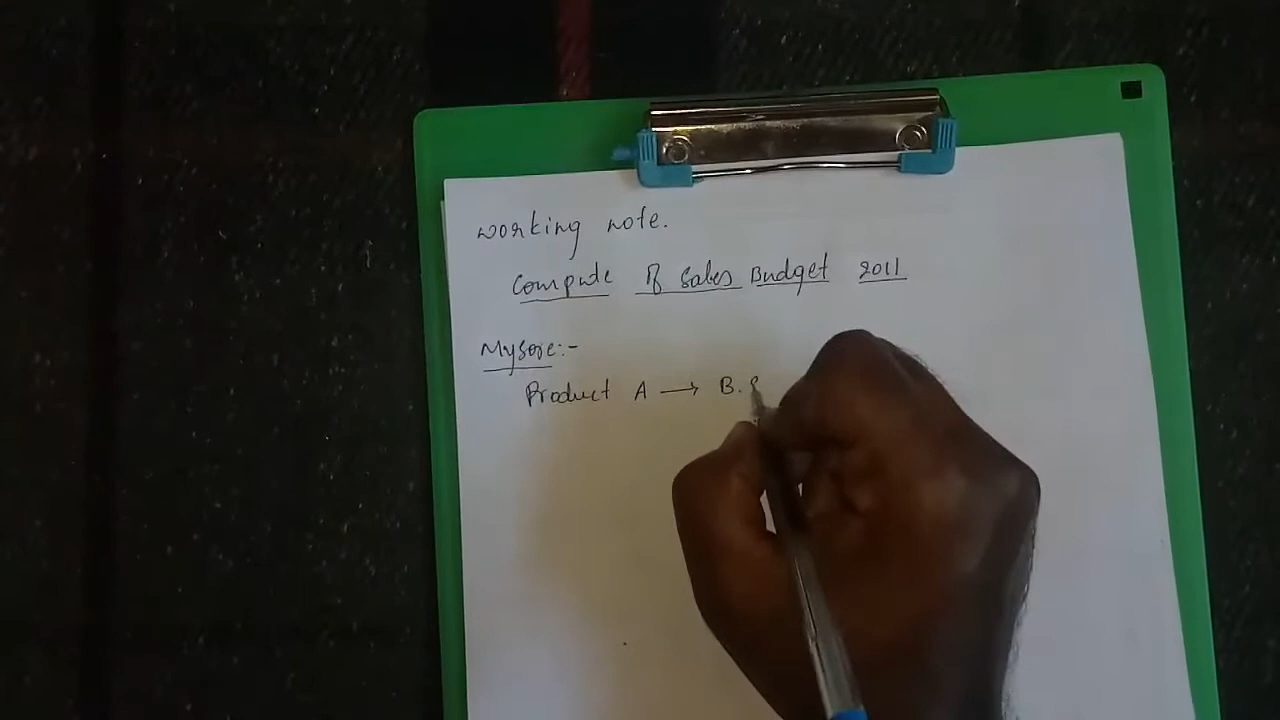 working note.
Compute of Sales Budget 2011
Mysore:-
Product A → B.